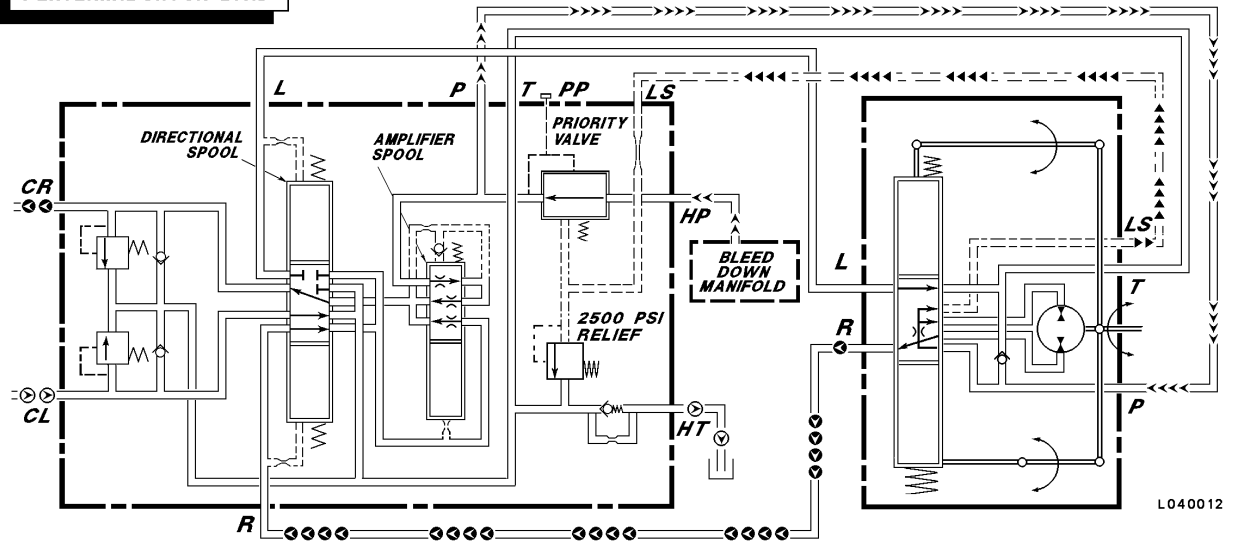 L
P
T
PP
LS
DIRECTIONAL
SPOOL
AMPLIFIER
SPOOL
PRIORITY
VALVE
CR
HP
BLEED
DOWN
MANIFOLD
L
LS
T
2500 PSI
RELIEF
R
CL
HT
P
R
L040012